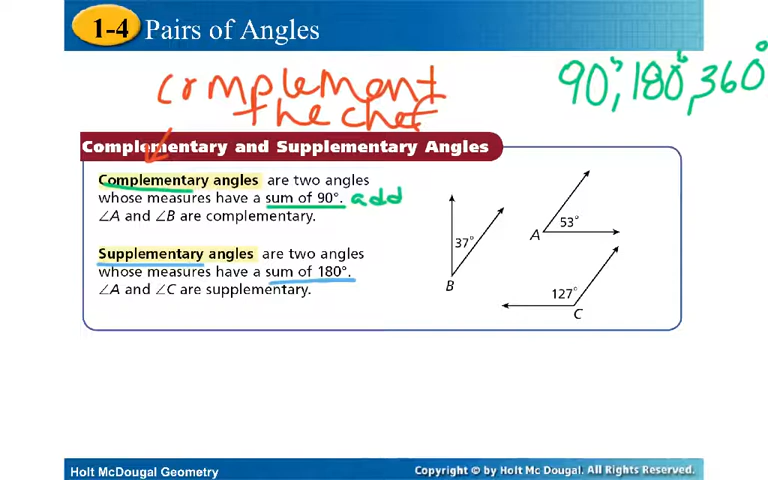 1-4 Pairs of Angles
complement
the chef
90°, 180°, 360°
Complementary and Supplementary Angles
Complementary angles are two angles
whose measures have a sum of 90°. add
∠A and ∠B are complementary.
Supplementary angles are two angles
whose measures have a sum of 180°.
∠A and ∠C are supplementary.
37°
B
A
53°
127°
C
Holt McDougal Geometry
Copyright © by Holt Mc Dougal. All Rights Reserved.